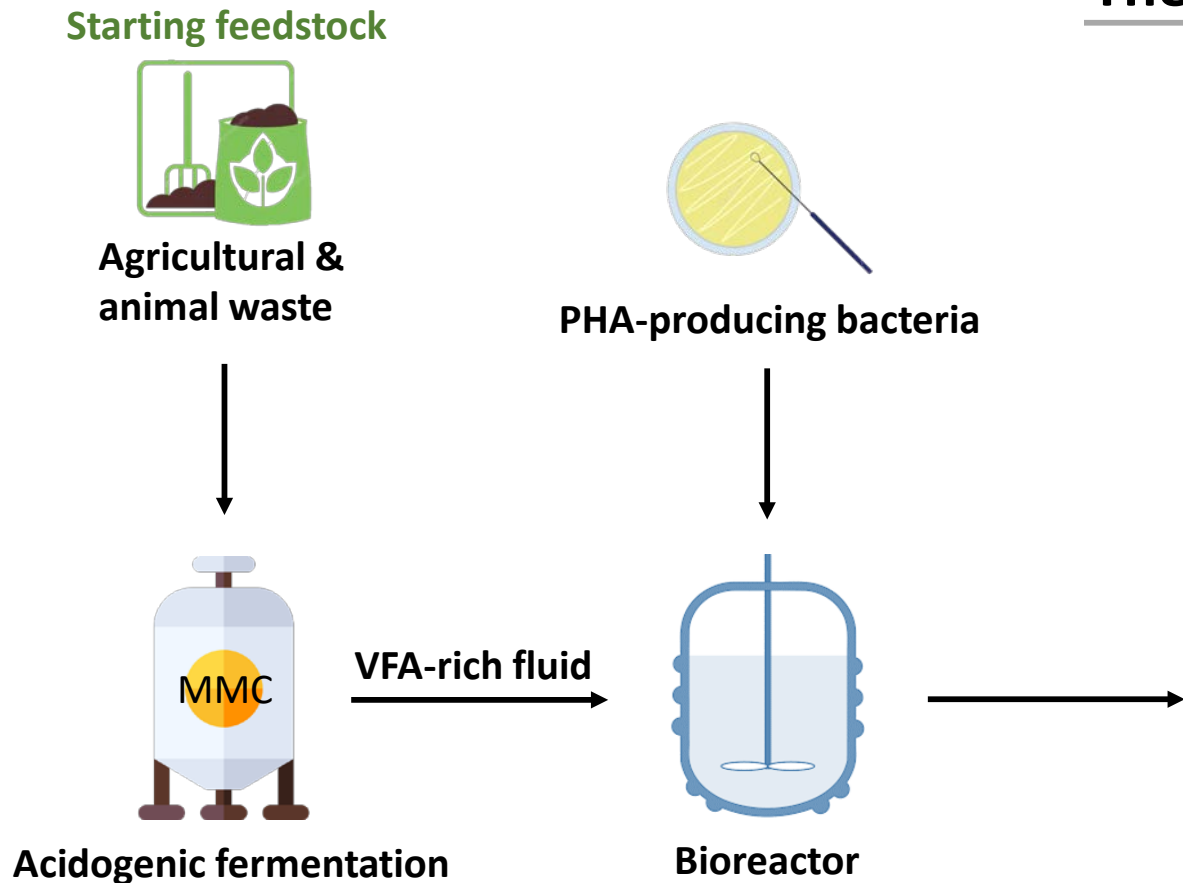 Starting feedstock
Agricultural &
animal waste
PHA-producing bacteria
MMC
VFA-rich fluid
Acidogenic fermentation
Bioreactor